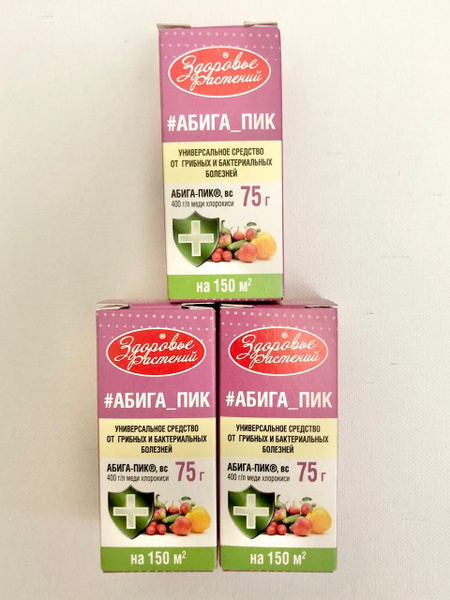 Здоровье
Растений
®
#АБИГА_ПИК
УНИВЕРСАЛЬНОЕ СРЕДСТВО
ОТ ГРИБНЫХ И БАКТЕРИАЛЬНЫХ
БОЛЕЗНЕЙ
АБИГА-ПИК®, вс 75 г
400 г/л меди хлорокиси
на 150 м²
Здоровье
Растений
®
#АБИГА_ПИК
УНИВЕРСАЛЬНОЕ СРЕДСТВО
ОТ ГРИБНЫХ И БАКТЕРИАЛЬНЫХ
БОЛЕЗНЕЙ
АБИГА-ПИК®, вс 75 г
400 г/л меди хлорокиси
на 150 м²
Здоровье
Растений
®
#АБИГА_ПИК
УНИВЕРСАЛЬНОЕ СРЕДСТВО
ОТ ГРИБНЫХ И БАКТЕРИАЛЬНЫХ
БОЛЕЗНЕЙ
АБИГА-ПИК®, вс 75 г
400 г/л меди хлорокиси
на 150 м²